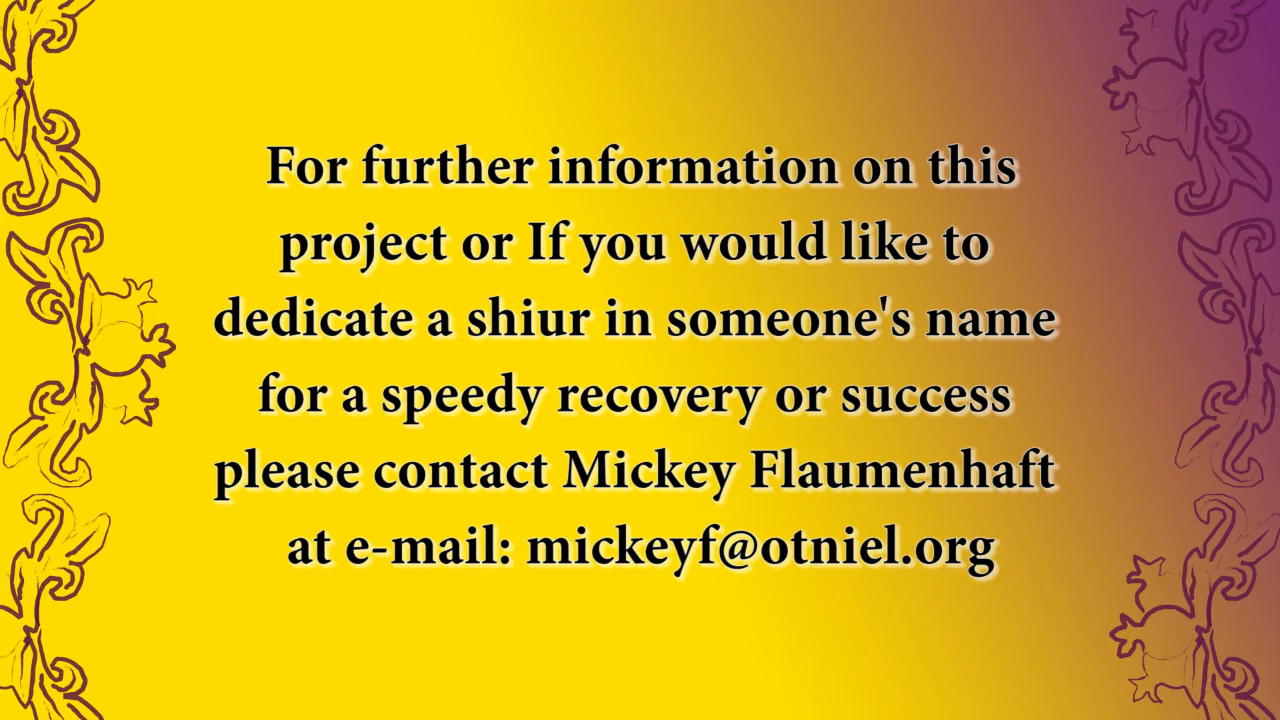 For further information on this
project or If you would like to
dedicate a shiur in someone's name
for a speedy recovery or success
please contact Mickey Flaumenhaft
at e-mail: mickeyf@otniel.org